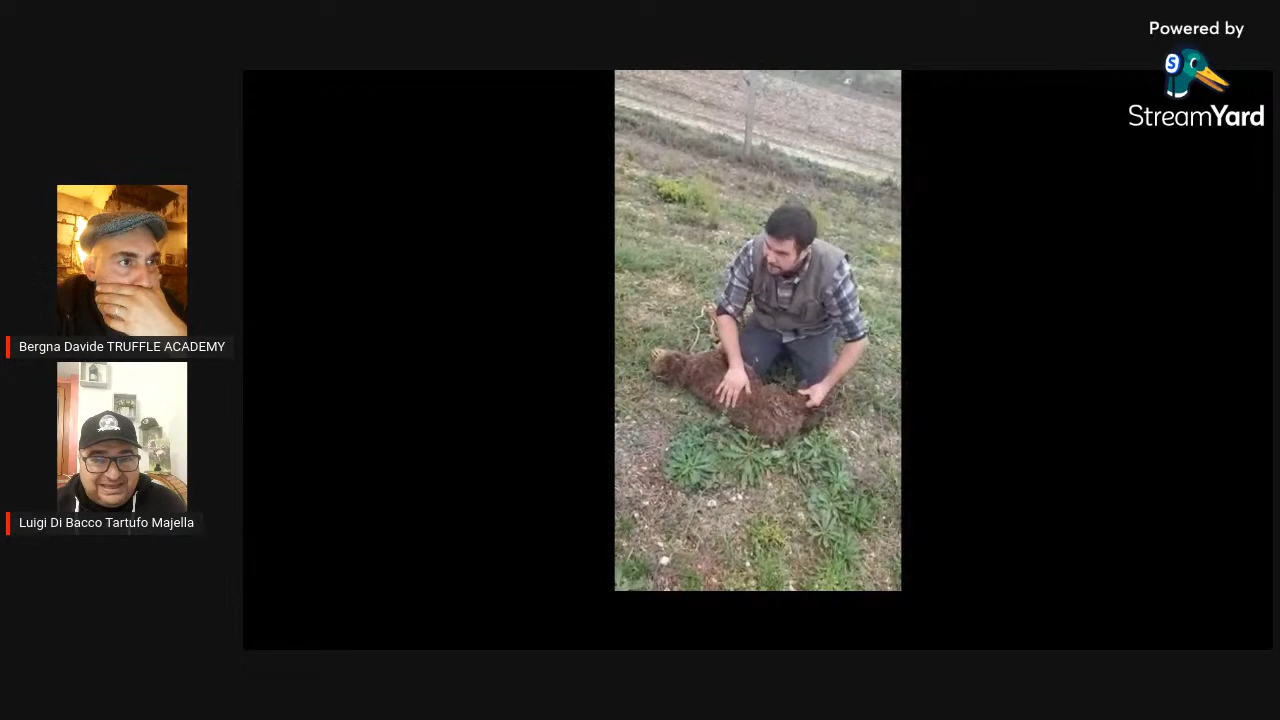 Powered by
S
StreamYard
Bergna Davide TRUFFLE ACADEMY
Luigi Di Bacco Tartufo Majella